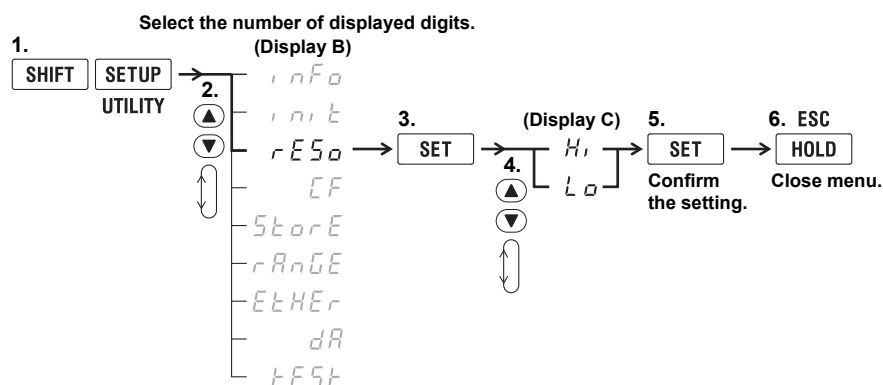 Select the number of displayed digits.
1.
(Display B)
SHIFT SETUP
UTILITY
2.
inFo
init
rESo
CF
StorE
rAnGE
EtHEr
dA
tESt
3.
SET
(Display C)
4.
Hi
Lo
5.
SET
Confirm
the setting.
6. ESC
HOLD
Close menu.